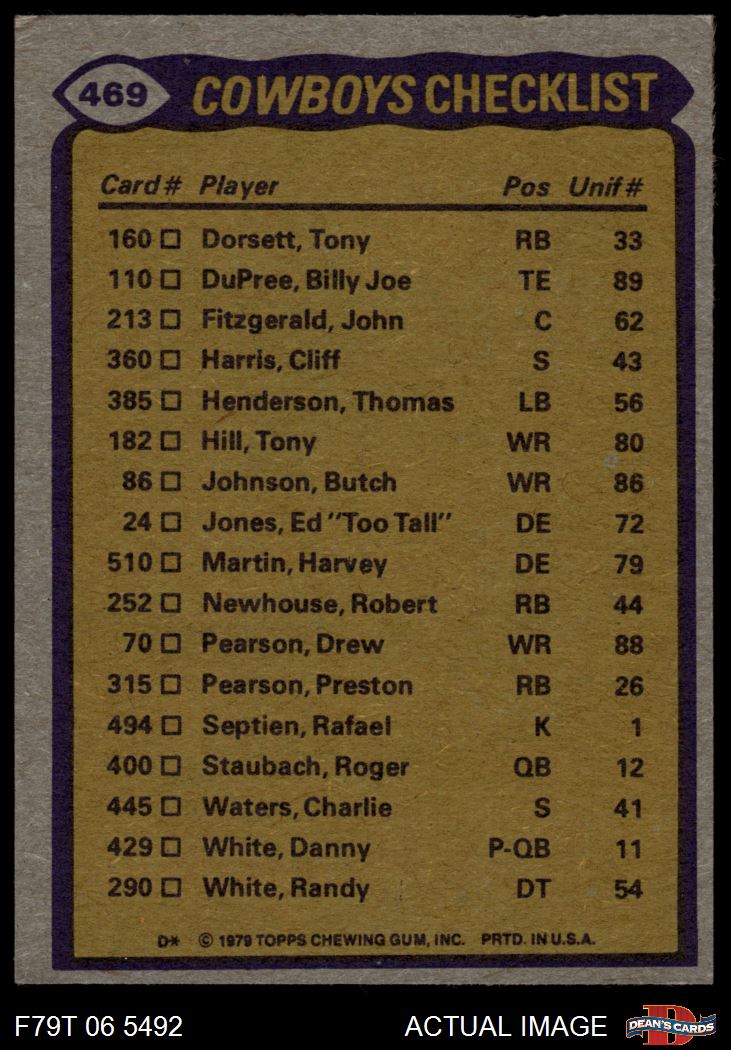 469 COWBOYS CHECKLIST
Card # Player Pos Unif #
160 Dorsett, Tony RB 33
110 DuPree, Billy Joe TE 89
213 Fitzgerald, John C 62
360 Harris, Cliff S 43
385 Henderson, Thomas LB 56
182 Hill, Tony WR 80
86 Johnson, Butch WR 86
24 Jones, Ed "Too Tall" DE 72
510 Martin, Harvey DE 79
252 Newhouse, Robert RB 44
70 Pearson, Drew WR 88
315 Pearson, Preston RB 26
494 Septien, Rafael K 1
400 Staubach, Roger QB 12
445 Waters, Charlie S 41
429 White, Danny P-QB 11
290 White, Randy DT 54
D* © 1979 TOPPS CHEWING GUM, INC. PRTD. IN U.S.A.
F79T 06 5492 ACTUAL IMAGE
D
DEAN'S CARDS